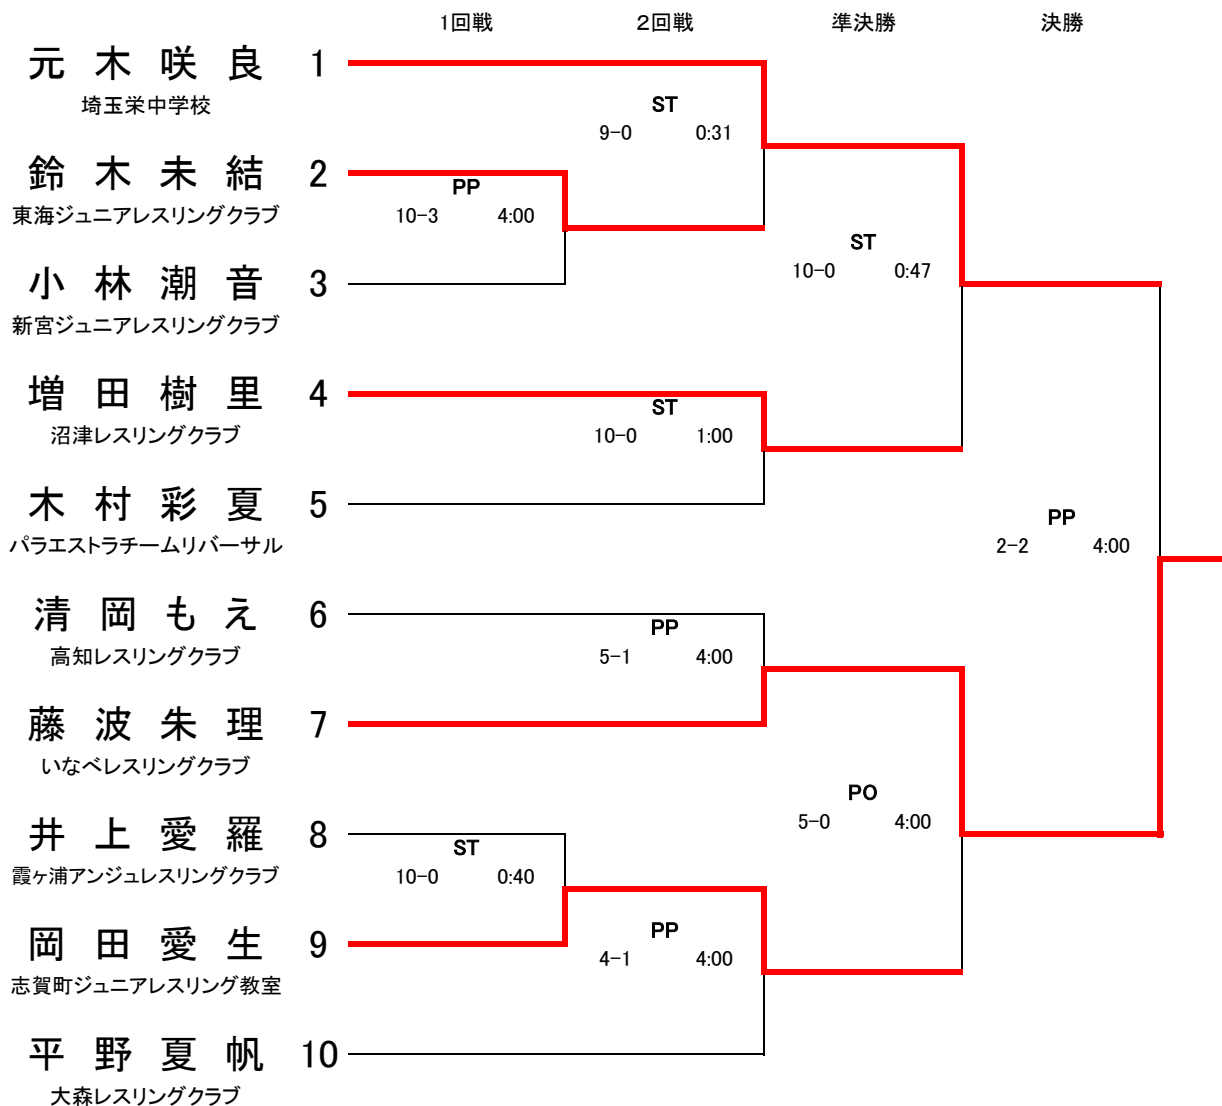 1回戦 2回戦 準決勝 決勝
元木咲良 1
埼玉栄中学校
ST
9-0 0:31
鈴木未結 2
PP
東海ジュニアレスリングクラブ
10-3 4:00
ST
10-0 0:47
小林潮音 3
新宮ジュニアレスリングクラブ
増田樹里 4
ST
沼津レスリングクラブ
10-0 1:00
木村彩夏 5
パラエストラチームリバーサル
PP
2-2 4:00
清岡もえ 6
PP
高知レスリングクラブ
5-1 4:00
藤波朱理 7
いなべレスリングクラブ
PO
5-0 4:00
井上愛羅 8
ST
霞ヶ浦アンジュレスリングクラブ
10-0 0:40
岡田愛生 9
PP
4-1 4:00
志賀町ジュニアレスリング教室
平野夏帆 10
大森レスリングクラブ